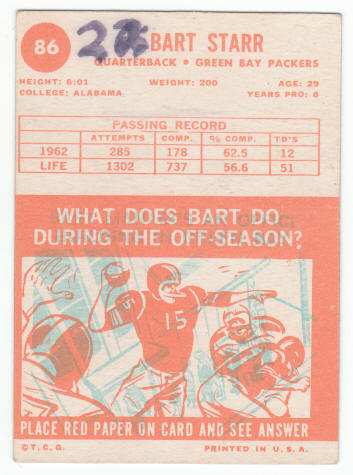 86 BART STARR
QUARTERBACK • GREEN BAY PACKERS
HEIGHT: 6:01 WEIGHT: 200 AGE: 29
COLLEGE: ALABAMA YEARS PRO: 8
PASSING RECORD
ATTEMPTS COMP. % COMP. TD'S
1962 285 178 62.5 12
LIFE 1302 737 56.6 51
WHAT DOES BART DO
DURING THE OFF-SEASON?
15
15
PLACE RED PAPER ON CARD AND SEE ANSWER
©T.C.G. PRINTED IN U.S.A.